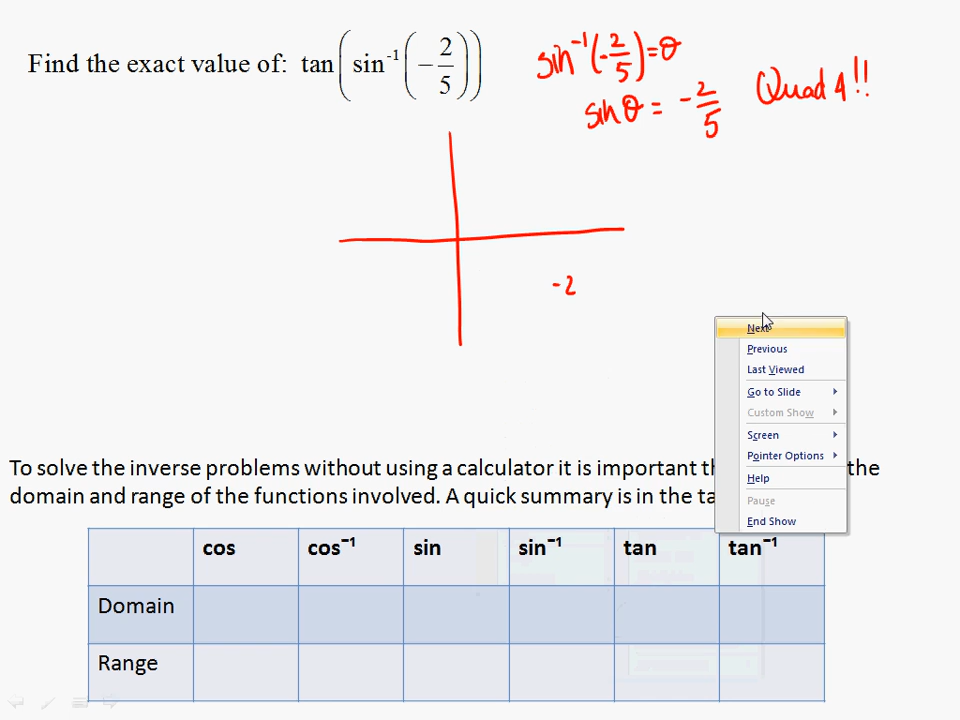 Find the exact value of: tan(sin⁻¹(−2/5))
sin⁻¹(-2/5)=θ
sin θ = -2/5
Quad 4!!
-2
Next
Previous
Last Viewed
Go to Slide
Custom Show
Screen
Pointer Options
Help
Pause
End Show
To solve the inverse problems without using a calculator it is important the
domain and range of the functions involved. A quick summary is in the
cos cos⁻¹ sin sin⁻¹ tan tan⁻¹
Domain
Range